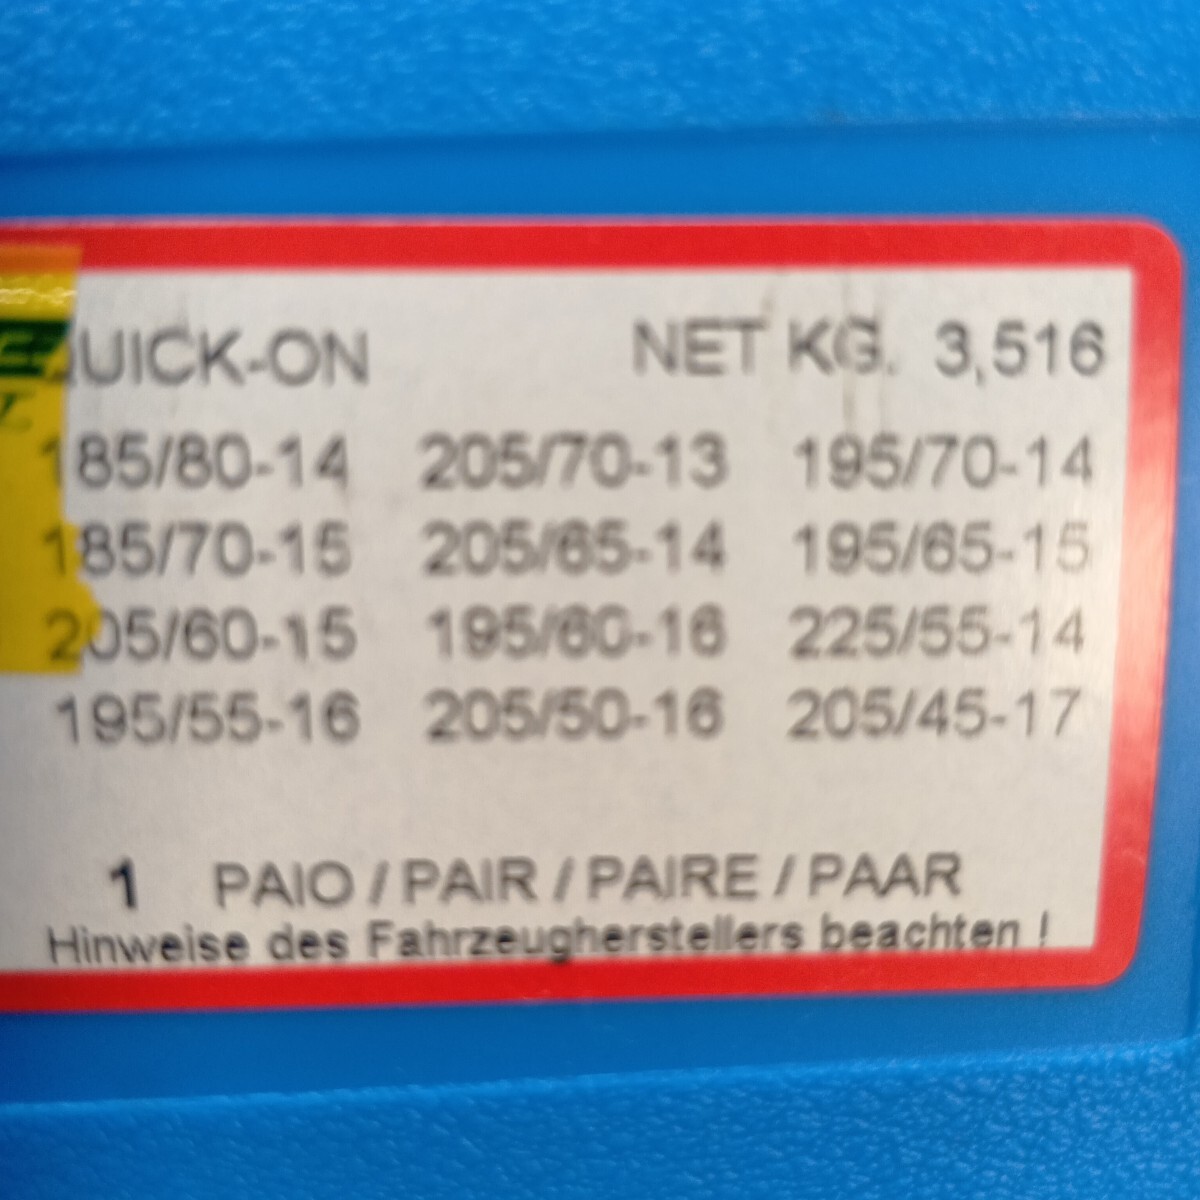 QUICK-ON NET KG. 3,516
185/80-14 205/70-13 195/70-14
185/70-15 205/65-14 195/65-15
205/60-15 195/60-16 225/55-14
195/55-16 205/50-16 205/45-17
1 PAIO / PAIR / PAIRE / PAAR
Hinweise des Fahrzeugherstellers beachten !